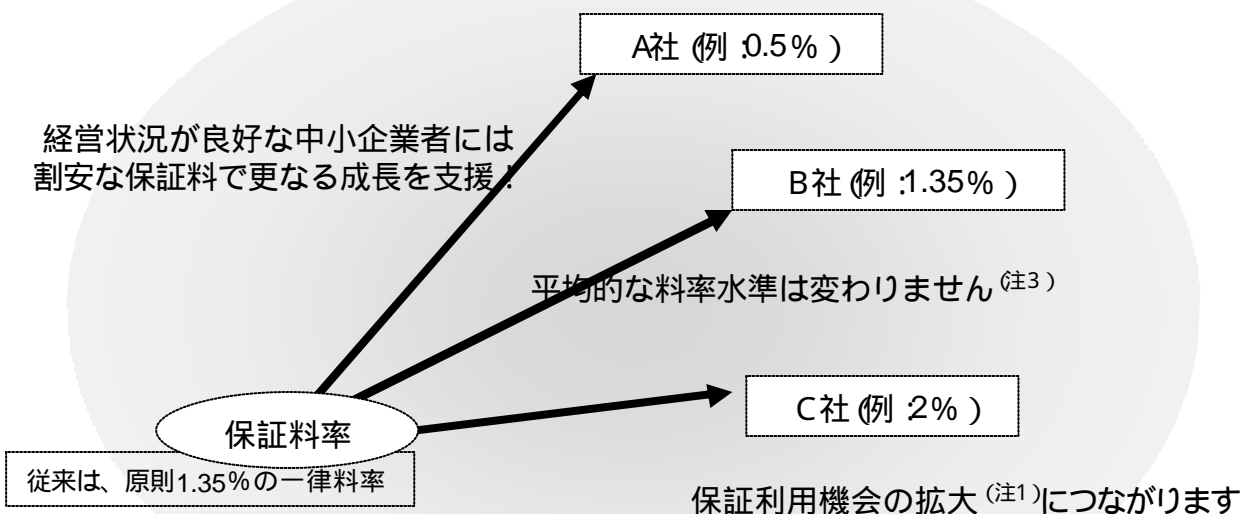 A社(例:0.5%)
経営状況が良好な中小企業者には
割安な保証料で更なる成長を支援!
B社(例:1.35%)
平均的な料率水準は変わりません(注3)
C社(例:2%)
保証料率
従来は、原則1.35%の一律料率
保証利用機会の拡大(注1)につながります